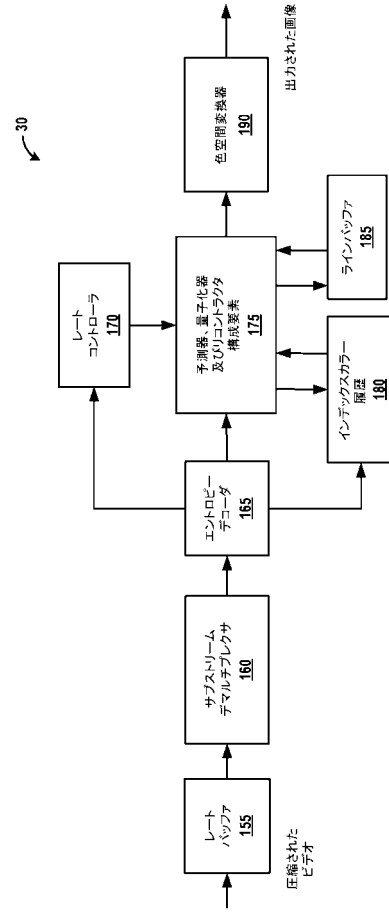 30
圧縮された
ビデオ
レート
バッファ
155
サブストリーム
デマルチプレクサ
160
エントロピー
デコーダ
165
レート
コントローラ
170
予測器、量子化器
及びリコントラクタ
構成要素
175
インデックスカラー
履歴
180
ラインバッファ
185
色空間変換器
190
出力された画像